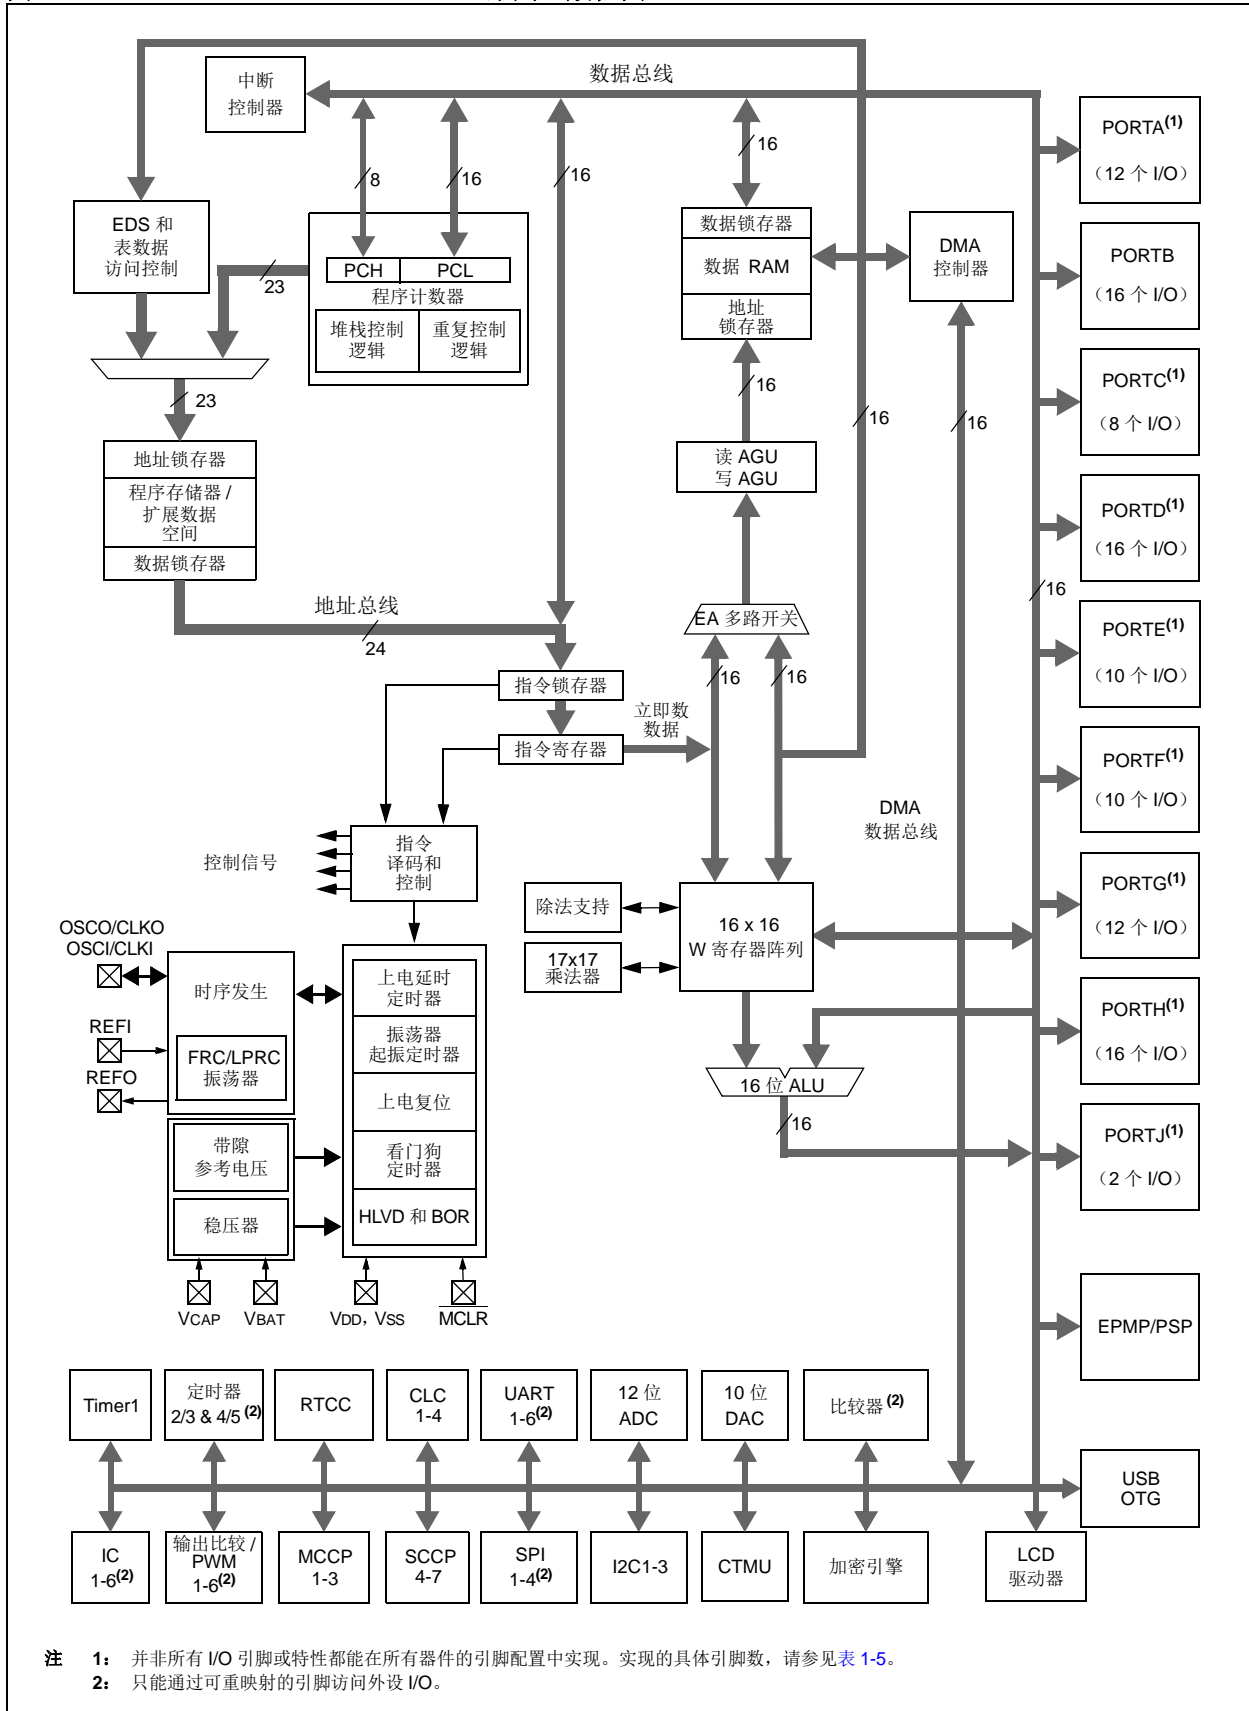 数据总线
中断
控制器
8
16
16
16
EDS 和
表数据
访问控制
23
PCH
PCL
程序计数器
堆栈控制
逻辑
重复控制
逻辑
数据锁存器
数据 RAM
地址
锁存器
DMA
控制器
23
16
16
16
地址锁存器
程序存储器 /
扩展数据
空间
数据锁存器
读 AGU
写 AGU
地址总线
24
EA 多路开关
16
16
指令锁存器
立即数
数据
指令寄存器
控制信号
指令
译码和
控制
DMA
数据总线
16
除法支持
17x17
乘法器
16 x 16
W 寄存器阵列
16 位 ALU
16
OSCO/CLKO
OSCI/CLKI
REFI
REFO
时序发生
FRC/LPRC
振荡器
带隙
参考电压
稳压器
上电延时
定时器
振荡器
起振定时器
上电复位
看门狗
定时器
HLVD 和 BOR
VCAP
VBAT
VDD，VSS
MCLR
PORTA(1)
（12 个 I/O）
PORTB
（16 个 I/O）
PORTC(1)
（8 个 I/O）
PORTD(1)
（16 个 I/O）
PORTE(1)
（10 个 I/O）
PORTF(1)
（10 个 I/O）
PORTG(1)
（12 个 I/O）
PORTH(1)
（16 个 I/O）
PORTJ(1)
（2 个 I/O）
EPMP/PSP
USB
OTG
LCD
驱动器
Timer1
定时器
2/3 & 4/5 (2)
RTCC
CLC
1-4
UART
1-6(2)
12 位
ADC
10 位
DAC
比较器(2)
IC
1-6(2)
输出比较 /
PWM
1-6(2)
MCCP
1-3
SCCP
4-7
SPI
1-4(2)
I2C1-3
CTMU
加密引擎
注 1： 并非所有 I/O 引脚或特性都能在所有器件的引脚配置中实现。实现的具体引脚数，请参见表 1-5。
2： 只能通过可重映射的引脚访问外设 I/O。